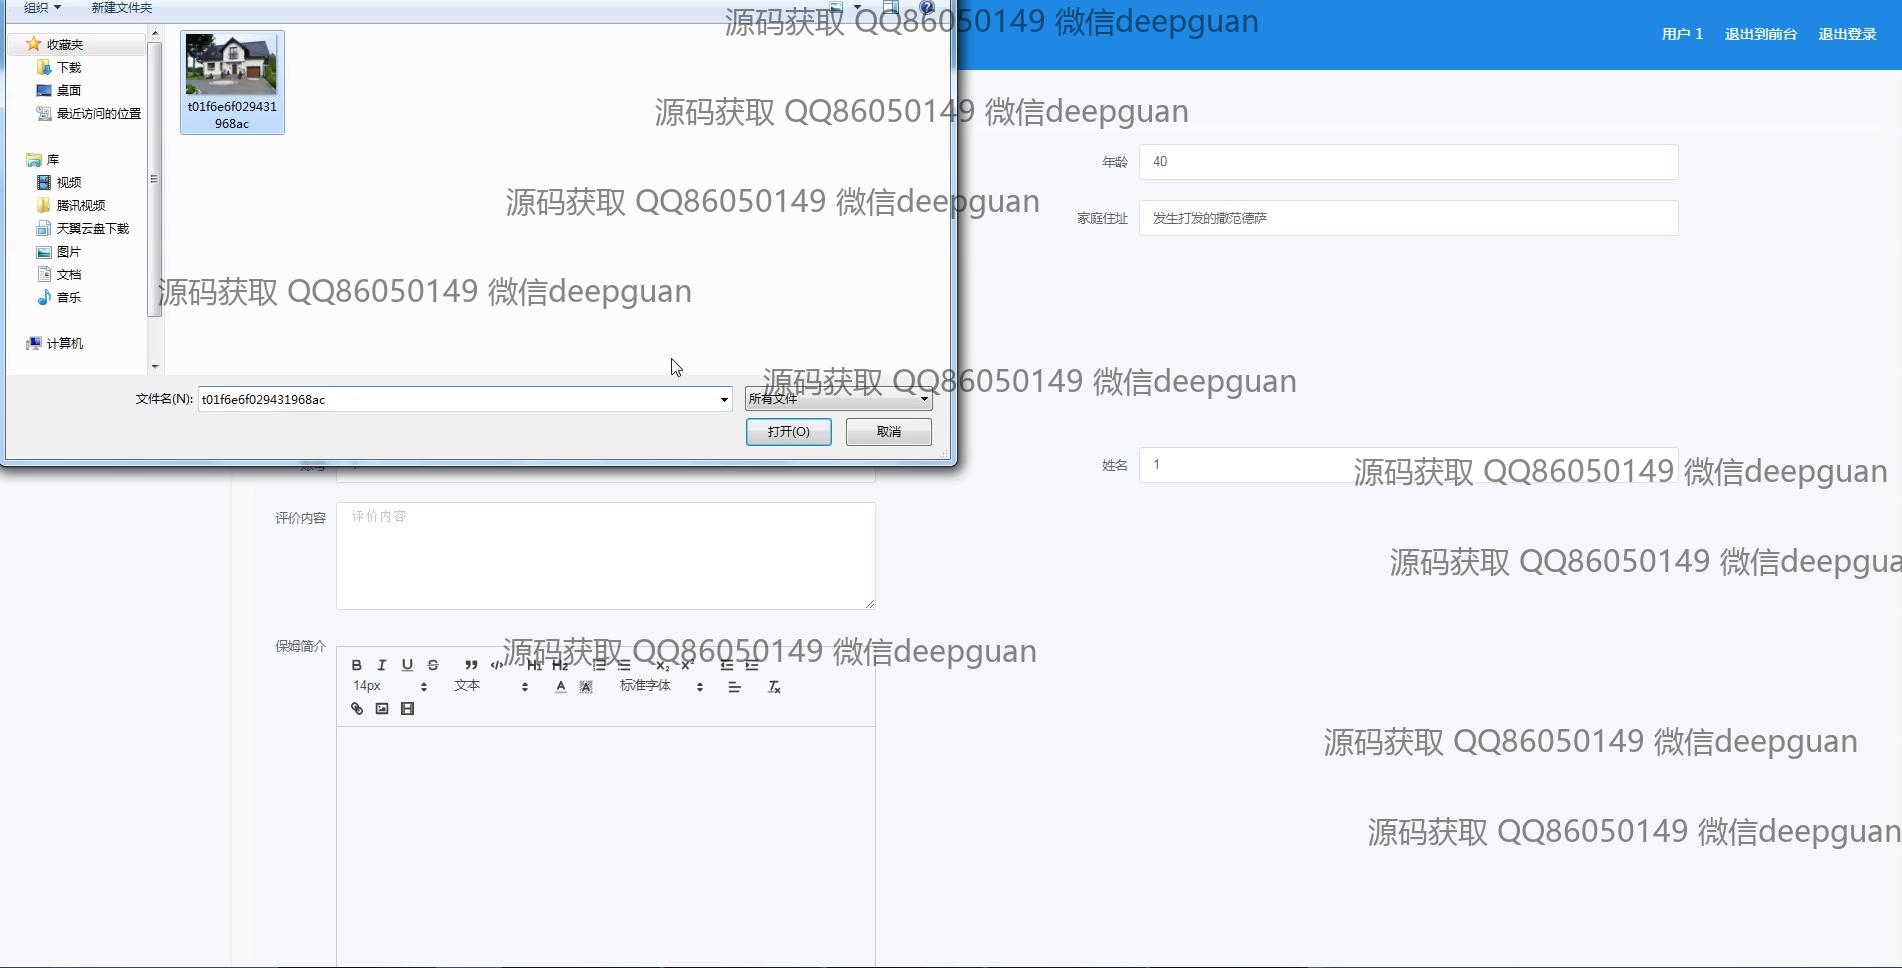 组织 新建文件夹
源码获取 QQ86050149 微信deepguan
用户 1 退出到前台 退出登录
收藏夹
下载
桌面
最近访问的位置
t01f6e6f029431
968ac
源码获取 QQ86050149 微信deepguan
年龄 40
库
视频
腾讯视频
天翼云盘下载
图片
文档
音乐
源码获取 QQ86050149 微信deepguan
家庭住址 发生打发的撒范德萨
源码获取 QQ86050149 微信deepguan
计算机
源码获取 QQ86050149 微信deepguan
文件名(N): t01f6e6f029431968ac 所有文件
打开(O) 取消
姓名 1
源码获取 QQ86050149 微信deepguan
评价内容 评价内容
源码获取 QQ86050149 微信deepgua
保姆简介
源码获取 QQ86050149 微信deepguan
B I U S H1 H2 X2 X2
14px 文本 A A 标准字体 Tx
源码获取 QQ86050149 微信deepguan
源码获取 QQ86050149 微信deepguan